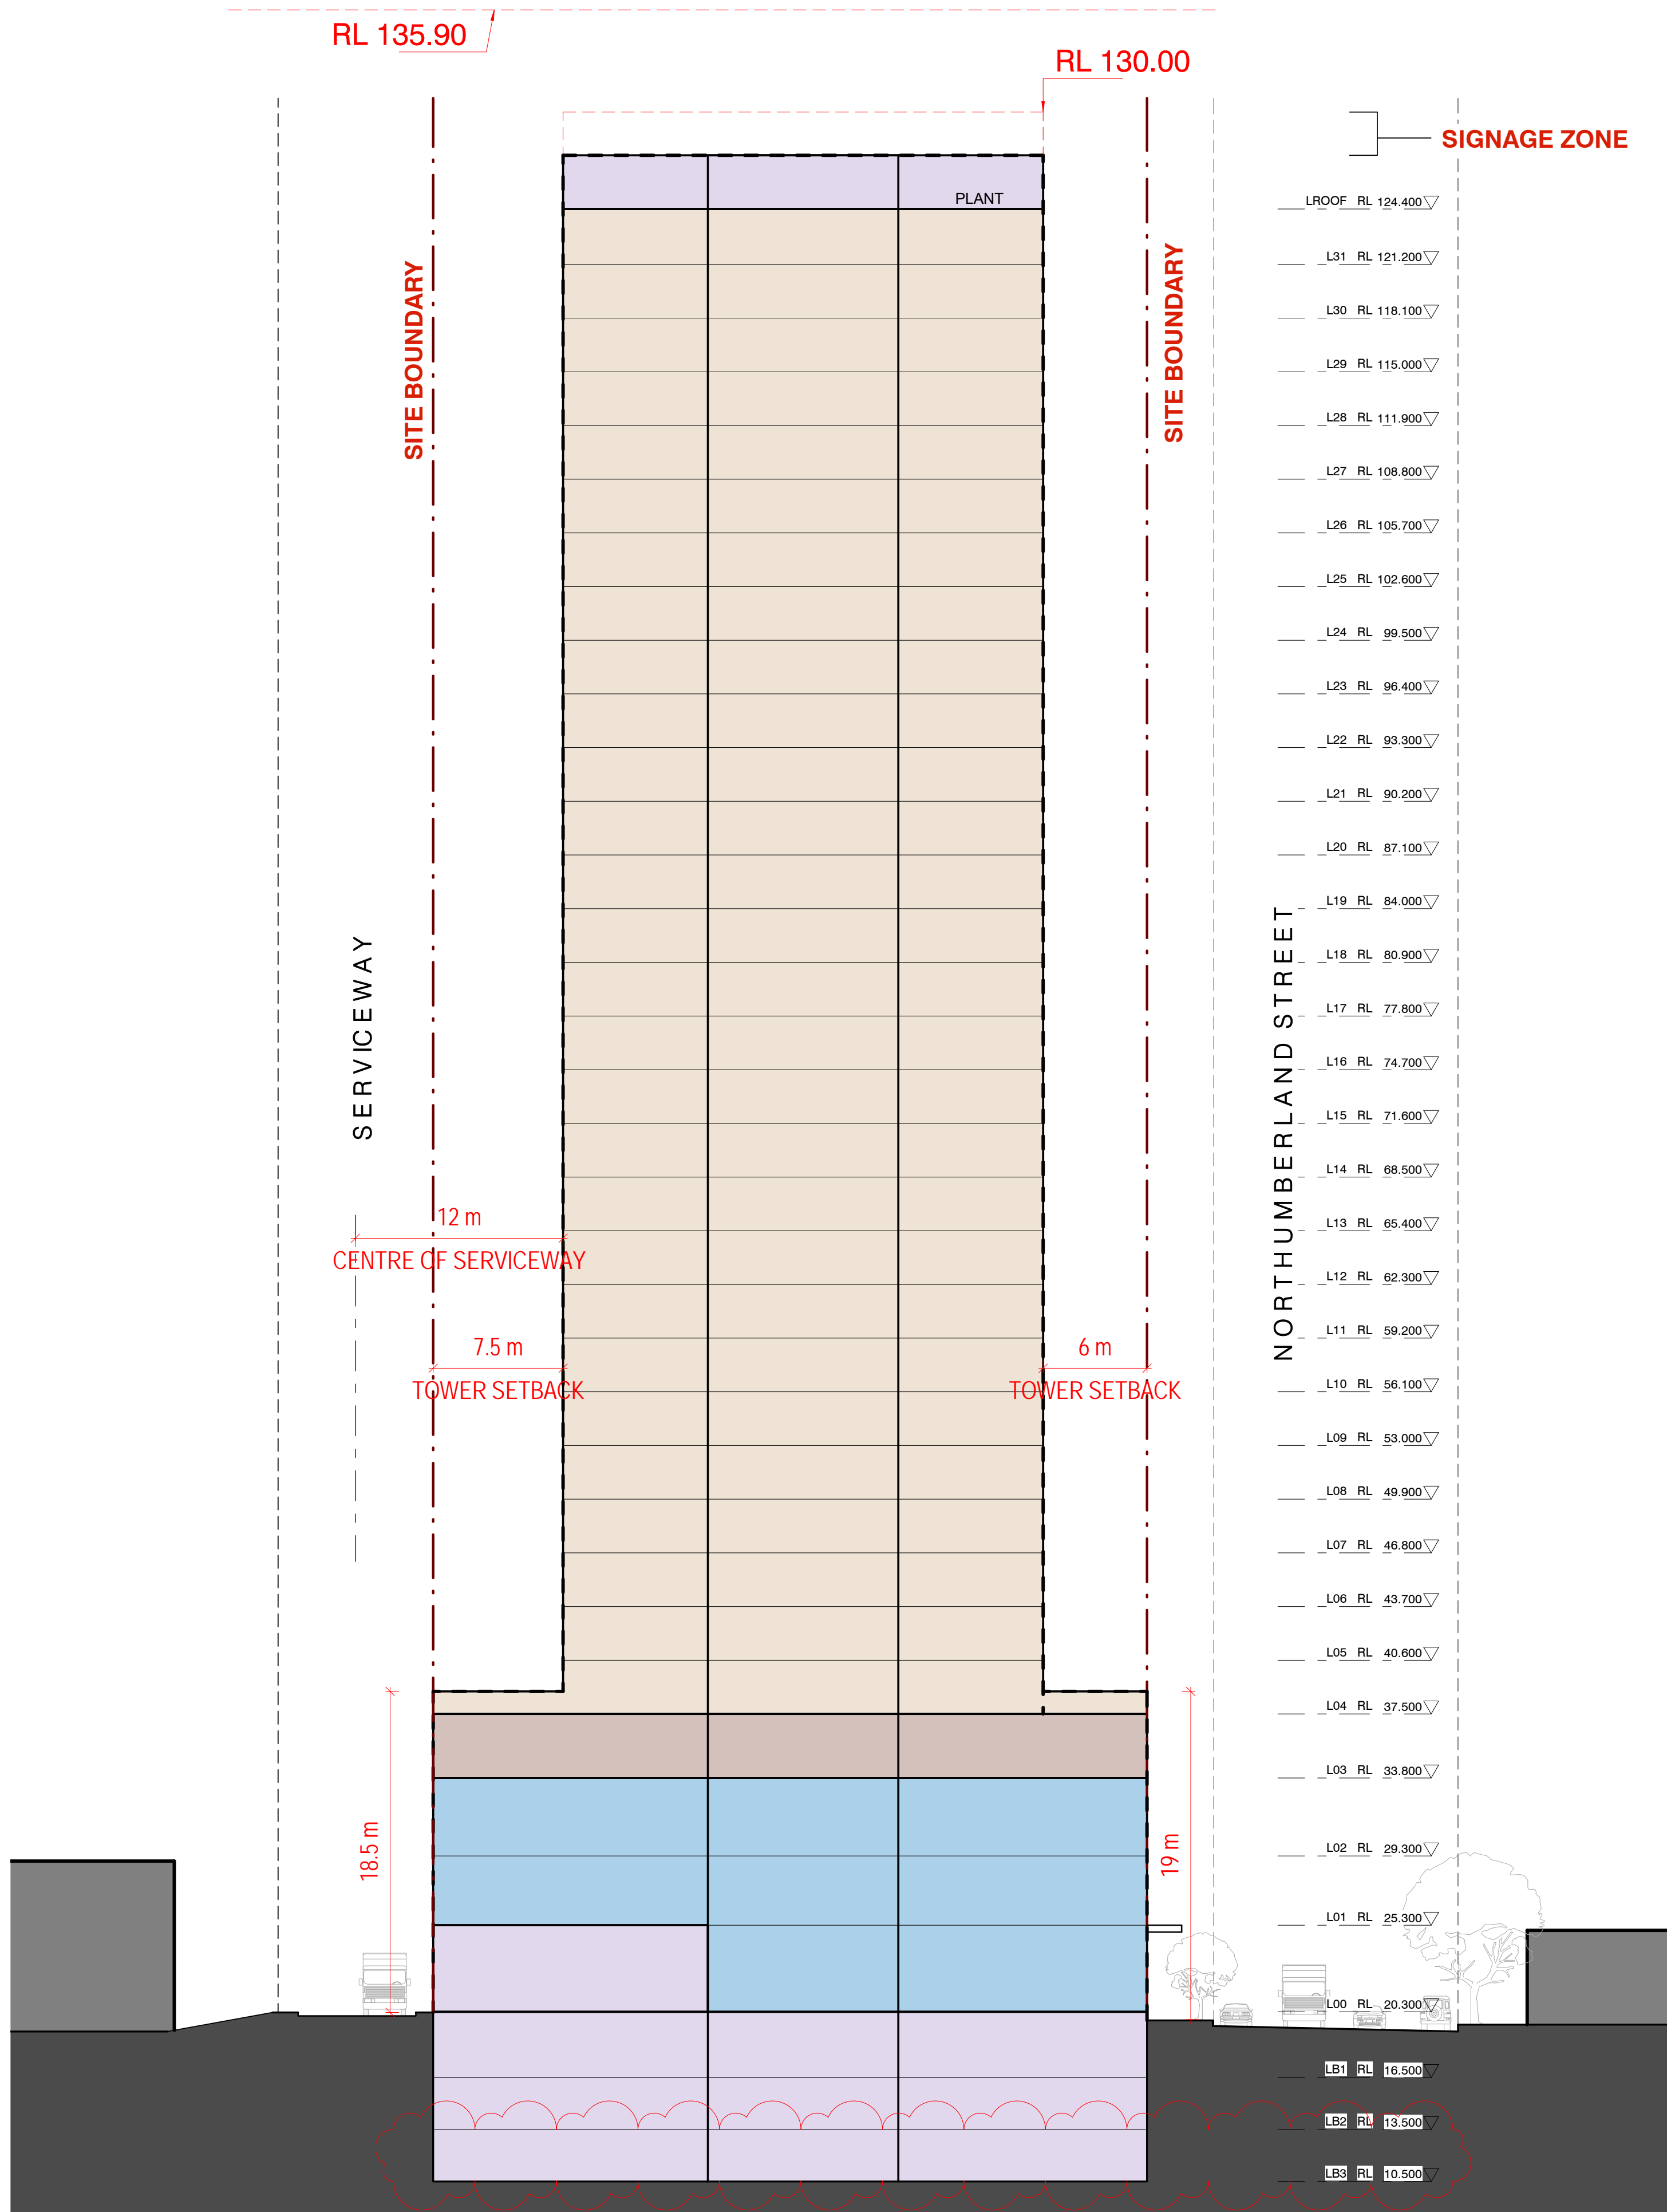 RL 135.90
RL 130.00
SIGNAGE ZONE
PLANT
LROOF RL 124.400
SITE BOUNDARY
SITE BOUNDARY
L31 RL 121.200
L30 RL 118.100
L29 RL 115.000
L28 RL 111.900
L27 RL 108.800
L26 RL 105.700
L25 RL 102.600
L24 RL 99.500
L23 RL 96.400
L22 RL 93.300
L21 RL 90.200
L20 RL 87.100
L19 RL 84.000
SERVICEWAY
NORTHUMBERLAND STREET
L18 RL 80.900
L17 RL 77.800
L16 RL 74.700
L15 RL 71.600
L14 RL 68.500
12 m
CENTRE OF SERVICEWAY
L13 RL 65.400
L12 RL 62.300
L11 RL 59.200
7.5 m
TOWER SETBACK
6 m
TOWER SETBACK
L10 RL 56.100
L09 RL 53.000
L08 RL 49.900
L07 RL 46.800
L06 RL 43.700
L05 RL 40.600
L04 RL 37.500
L03 RL 33.800
18.5 m
19 m
L02 RL 29.300
L01 RL 25.300
L00 RL 20.300
LB1 RL 16.500
LB2 RL 13.500
LB3 RL 10.500